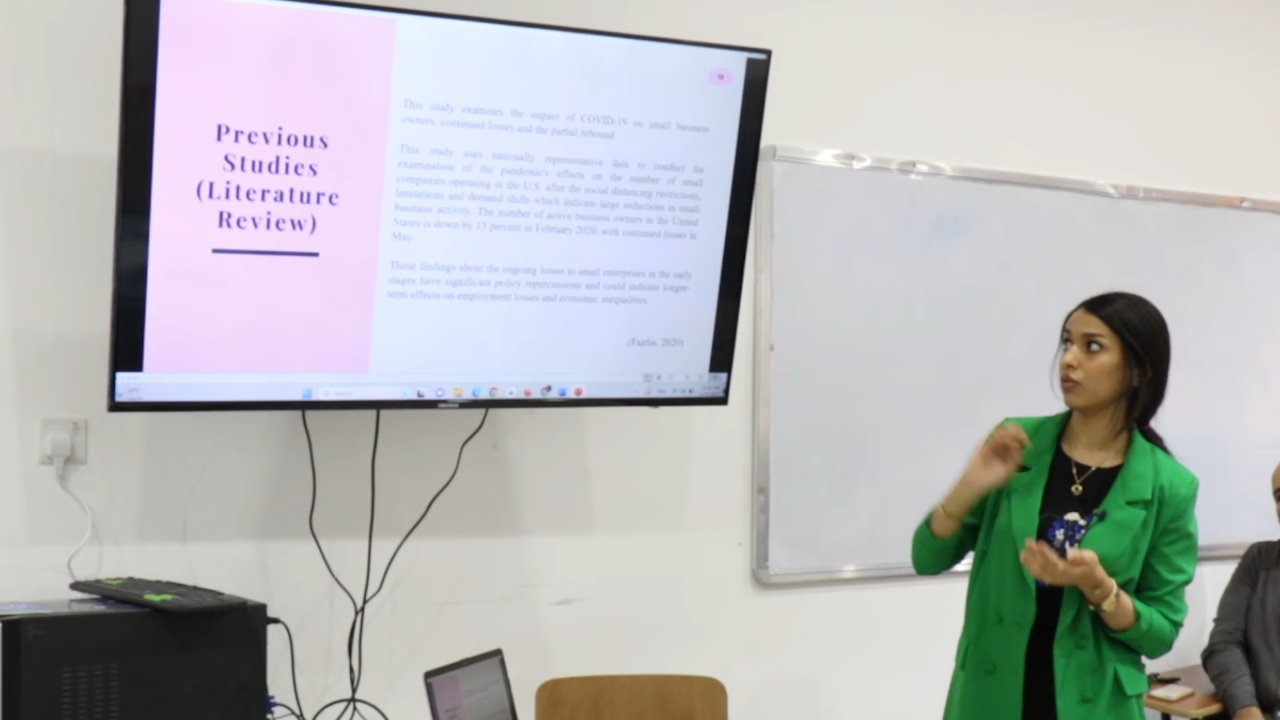 Previous
Studies
(Literature
Review)
This study examines the impact of COVID-19 on small business
owners: continued losses and the partial rebound
This study uses nationally representative data to conduct the
examination of the pandemic's effects on the number of small
companies operating in the U.S. after the social distancing restrictions,
limitations and demand shifts which indicate large reductions in small
business activity. The number of active business owners in the United
States is down by 15 percent in February 2020, with continued losses in
May
These findings about the ongoing losses to small enterprises in the early
stages have significant policy repercussions and could indicate longer-
term effects on employment losses and economic inequalities.
(Fairlie, 2020)
Search